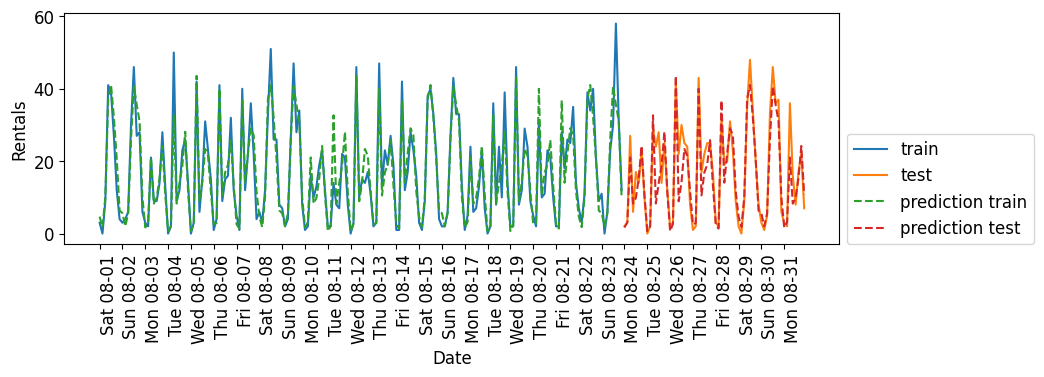 60
40
20
0
Rentals
Sat 08-01
Sun 08-02
Mon 08-03
Tue 08-04
Wed 08-05
Thu 08-06
Fri 08-07
Sat 08-08
Sun 08-09
Mon 08-10
Tue 08-11
Wed 08-12
Thu 08-13
Fri 08-14
Sat 08-15
Sun 08-16
Mon 08-17
Tue 08-18
Wed 08-19
Thu 08-20
Fri 08-21
Sat 08-22
Sun 08-23
Mon 08-24
Tue 08-25
Wed 08-26
Thu 08-27
Fri 08-28
Sat 08-29
Sun 08-30
Mon 08-31
Date
train
test
prediction train
prediction test